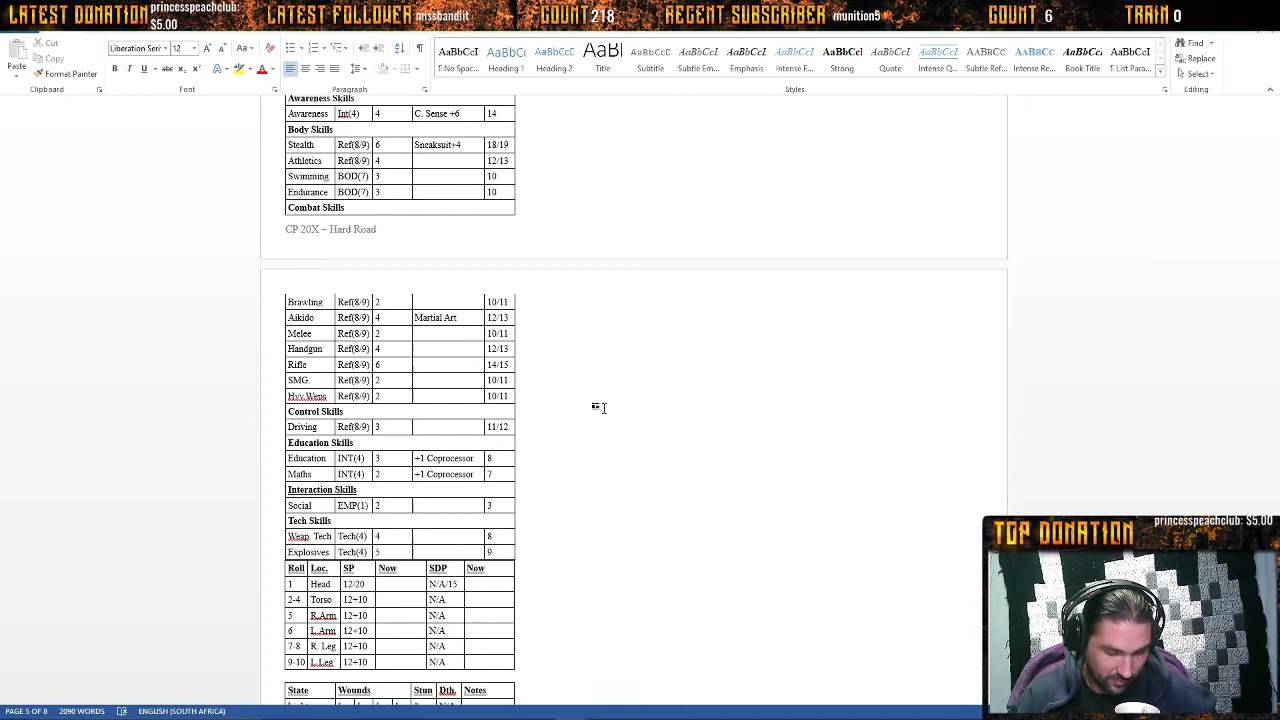 LATEST DONATION princesspeachclub: $5.00 LATEST FOLLOWER missbandiit COUNT 218 RECENT SUBSCRIBER munition5 COUNT 6 TRAIN 0
Paste Cut Copy Format Painter
Clipboard
Liberation Seri 12 Aa
B I U abc x₂ x² A A
Font
Paragraph
AaBbCcI AaBbCc AaBbCc AaBl AaBbCcI AaBbCcI AaBbCcI AaBbCcI AaBbCcI AaBbCcI AaBbCcI AaBbCc AaBbCc AaBbCcI AaBbCcI
¶ No Spac... Heading 1 Heading 2 Title Subtitle Subtle Em... Emphasis Intense E... Strong Quote Intense Q... Subtle Ref... Intense Re... Book Title ¶ List Para...
Styles
Find
Replace
Select
Editing
Awareness Skills
Awareness Int(4) 4 C. Sense +6 14
Body Skills
Stealth Ref(8/9) 6 Sneaksuit+4 18/19
Athletics Ref(8/9) 4 12/13
Swimming BOD(7) 3 10
Endurance BOD(7) 3 10
Combat Skills
CP 20X – Hard Road
Brawling Ref(8/9) 2 10/11
Aikido Ref(8/9) 4 Martial Art 12/13
Melee Ref(8/9) 2 10/11
Handgun Ref(8/9) 4 12/13
Rifle Ref(8/9) 6 14/15
SMG. Ref(8/9) 2 10/11
Hvy.Wens Ref(8/9) 2 10/11
Control Skills
Driving Ref(8/9) 3 11/12
Education Skills
Education INT(4) 3 +1 Coprocessor 8
Maths INT(4) 2 +1 Coprocessor 7
Interaction Skills
Social EMP(1) 2 3
Tech Skills
Weap. Tech Tech(4) 4 8
Explosives Tech(4) 5 9
Roll Loc. SP Now SDP Now
1 Head 12/20 N/A/15
2-4 Torso 12+10 N/A
5 R.Arm 12+10 N/A
6 L.Arm 12+10 N/A
7-8 R. Leg 12+10 N/A
9-10 L.Leg 12+10 N/A
State Wounds Stun Dth. Notes
TOP DONATION princesspeachclub: $5.00
PAGE 5 OF 8 2090 WORDS ENGLISH (SOUTH AFRICA)